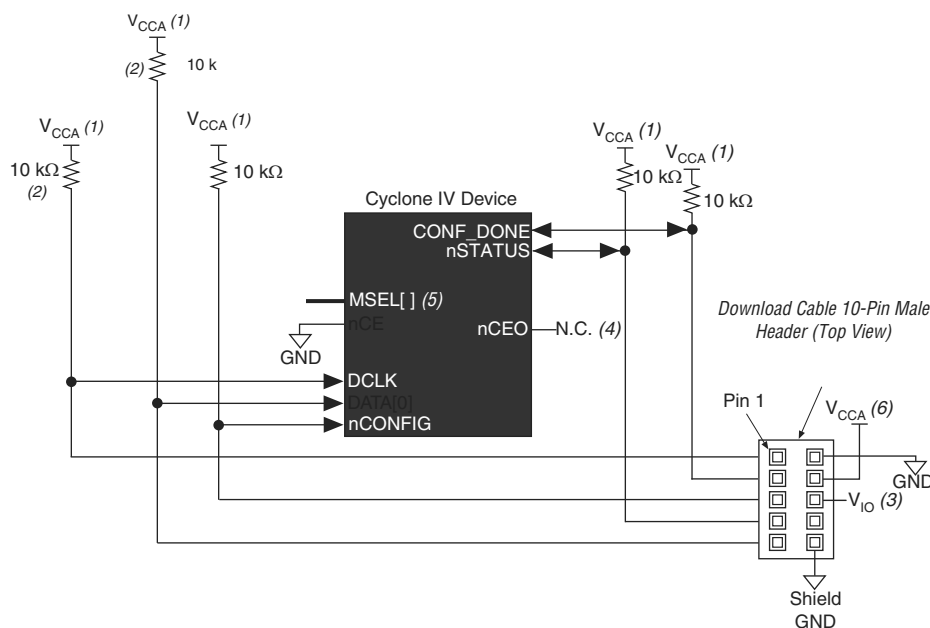 V_CCA (1)
(2) 10 k
V_CCA (1)
10 kΩ
(2)
V_CCA (1)
10 kΩ
V_CCA (1)
10 kΩ
V_CCA (1)
10 kΩ
Cyclone IV Device
CONF_DONE
nSTATUS
MSEL[ ] (5)
nCE
GND
nCEO
N.C. (4)
DCLK
DATA[0]
nCONFIG
Download Cable 10-Pin Male
Header (Top View)
Pin 1
V_CCA (6)
GND
V_IO (3)
Shield
GND